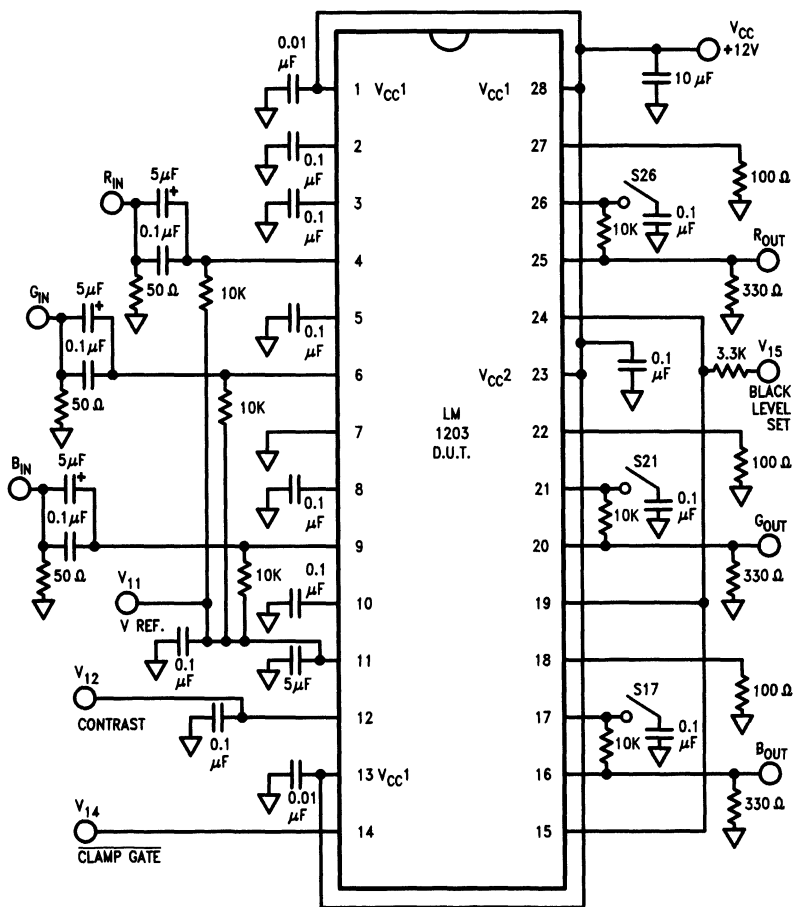 0.01
µF
1 VCC1
VCC1 28
VCC
+12V
10 µF
2
0.1
µF
27
100 Ω
3
0.1
µF
26
S26
10K
0.1
µF
RIN
5µF
+
0.1µF
50 Ω
10K
4
25
ROUT
330 Ω
GIN
5µF
+
0.1µF
50 Ω
10K
5
0.1
µF
24
6
VCC2 23
0.1
µF
3.3K
V15
BLACK
LEVEL
SET
LM
1203
D.U.T.
7
22
100 Ω
BIN
5µF
+
0.1µF
50 Ω
10K
8
0.1
µF
21
S21
10K
0.1
µF
9
20
GOUT
330 Ω
V11
V REF.
0.1
µF
10
19
0.1
µF
5µF
11
18
100 Ω
V12
CONTRAST
0.1
µF
12
17
S17
10K
0.1
µF
13 VCC1
0.01
µF
16
BOUT
330 Ω
V14
CLAMP GATE
14
15